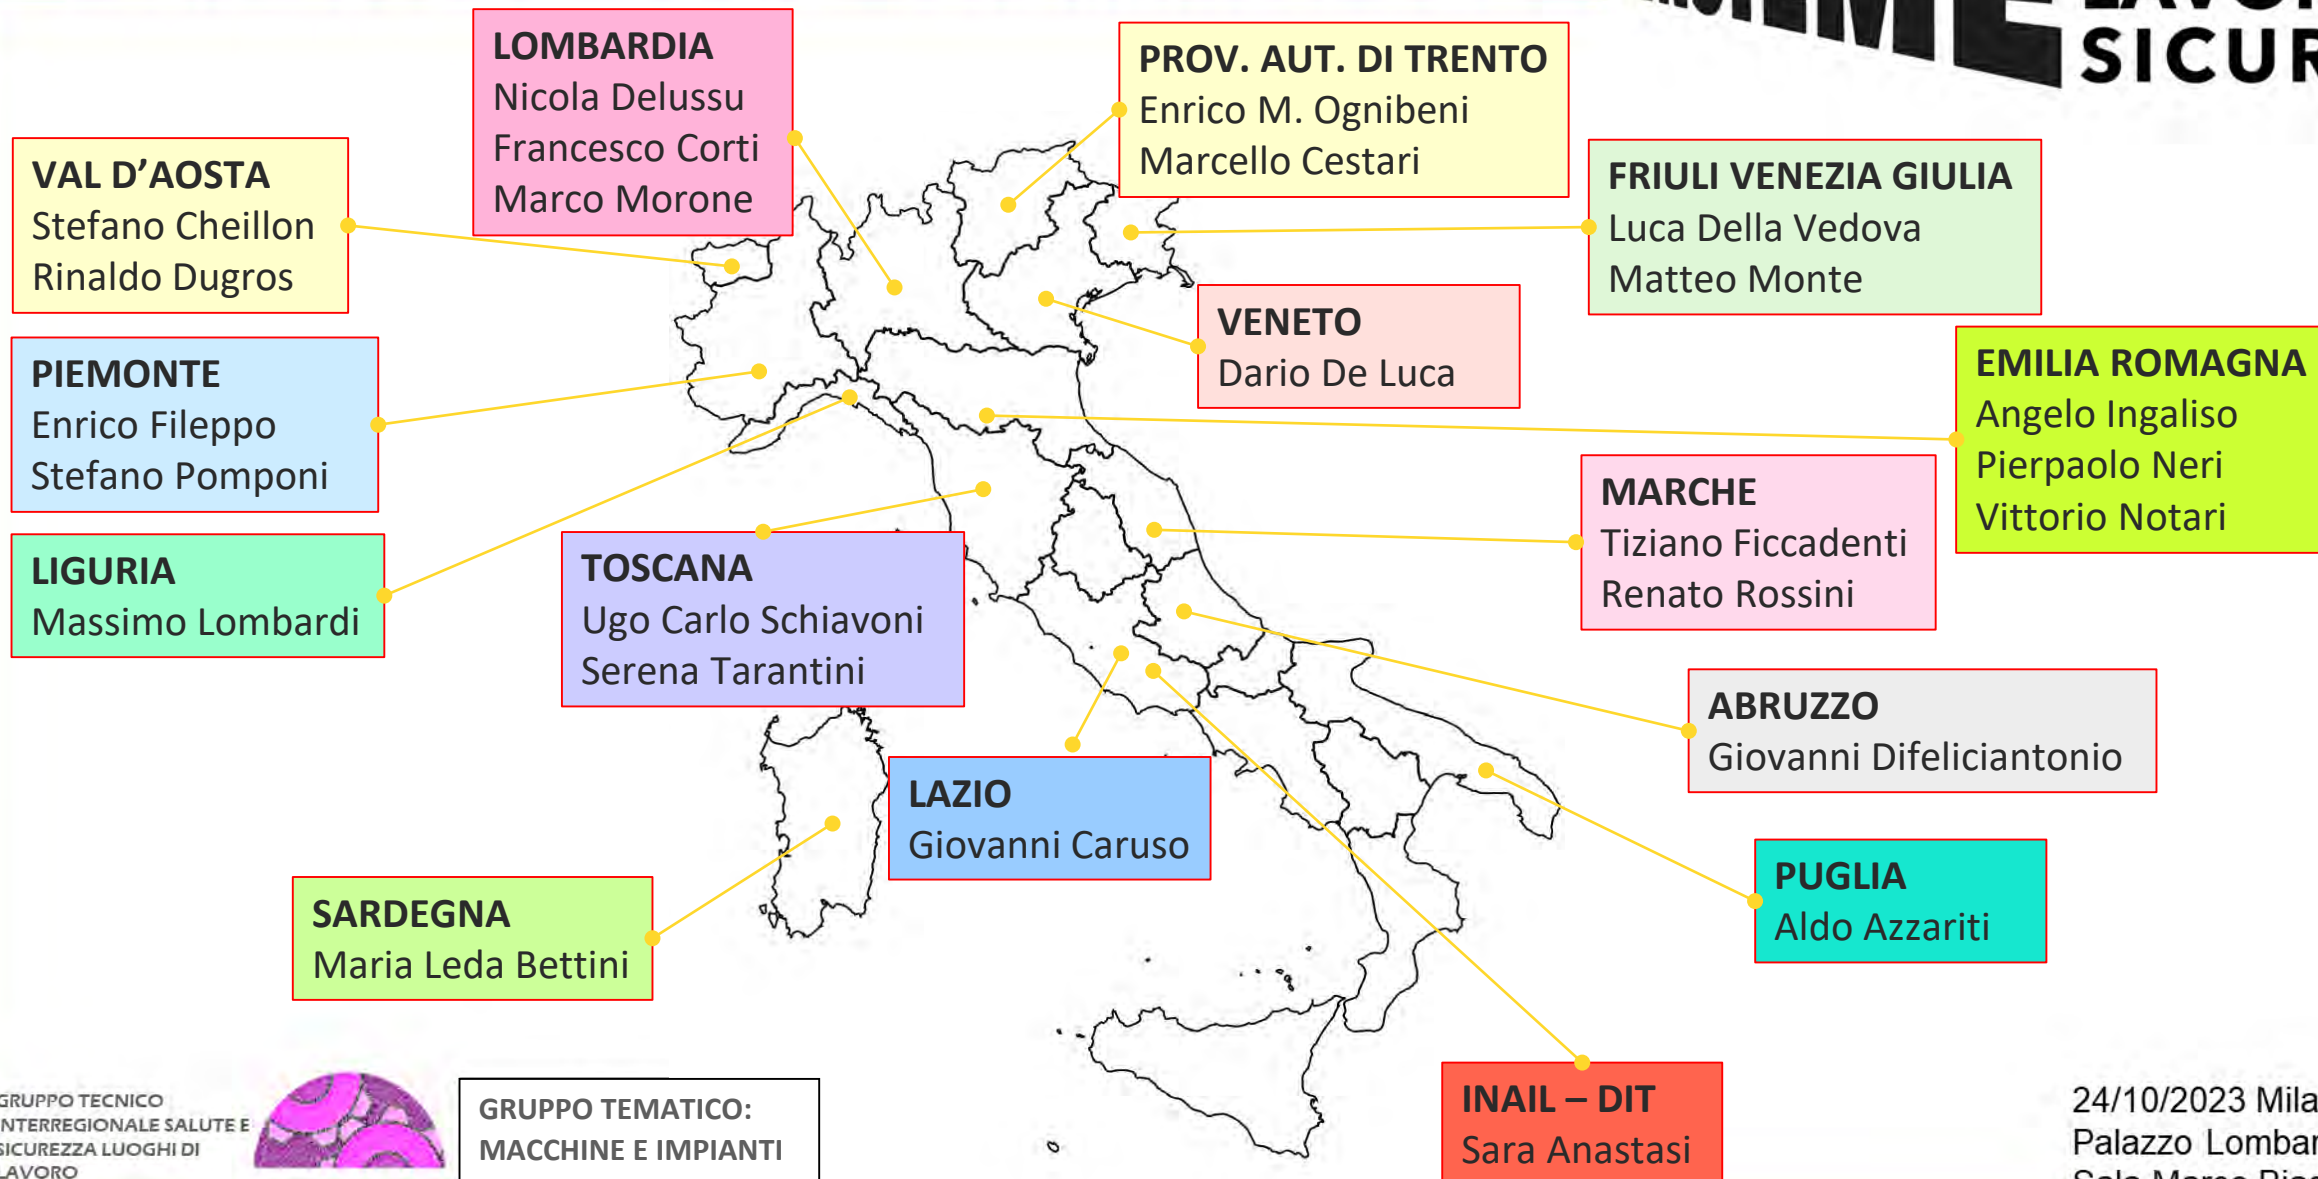 SICUR
LOMBARDIA
Nicola Delussu
Francesco Corti
Marco Morone
PROV. AUT. DI TRENTO
Enrico M. Ognibeni
Marcello Cestari
VAL D’AOSTA
Stefano Cheillon
Rinaldo Dugros
FRIULI VENEZIA GIULIA
Luca Della Vedova
Matteo Monte
VENETO
Dario De Luca
PIEMONTE
Enrico Fileppo
Stefano Pomponi
EMILIA ROMAGNA
Angelo Ingaliso
Pierpaolo Neri
Vittorio Notari
MARCHE
Tiziano Ficcadenti
Renato Rossini
LIGURIA
Massimo Lombardi
TOSCANA
Ugo Carlo Schiavoni
Serena Tarantini
ABRUZZO
Giovanni Difeliciantonio
LAZIO
Giovanni Caruso
PUGLIA
Aldo Azzariti
SARDEGNA
Maria Leda Bettini
INAIL – DIT
Sara Anastasi
GRUPPO TECNICO
INTERREGIONALE SALUTE E
SICUREZZA LUOGHI DI
LAVORO
GRUPPO TEMATICO:
MACCHINE E IMPIANTI
24/10/2023 Mila
Palazzo Lombar